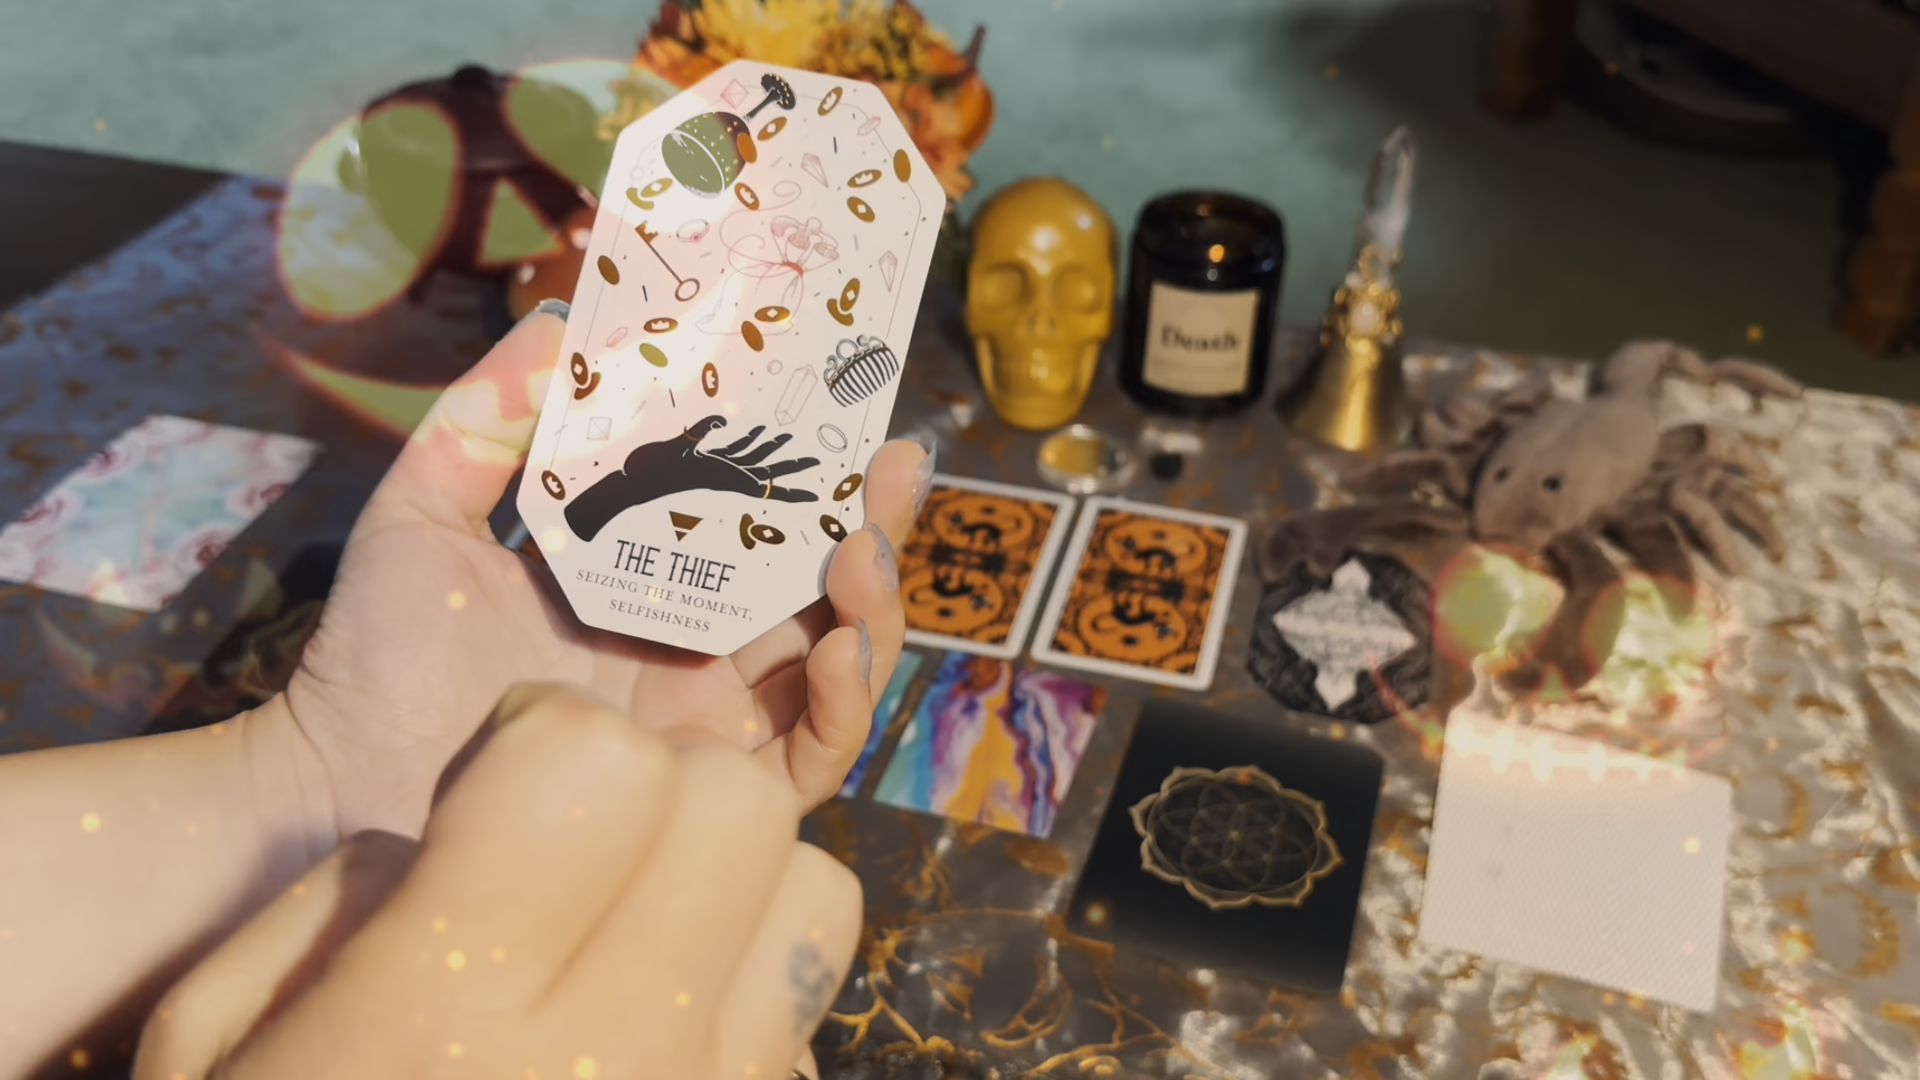 THE THIEF
SEIZING THE MOMENT,
SELFISHNESS
Death